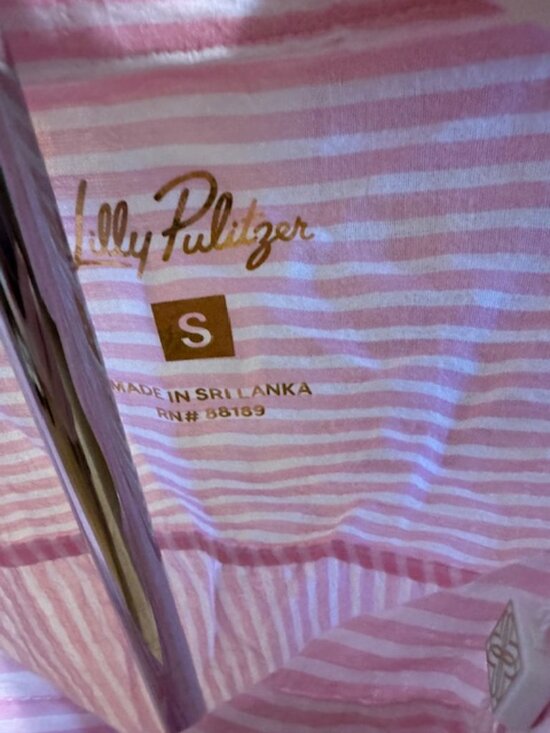 Lilly Pulitzer
S
MADE IN SRI LANKA
RN# 88189